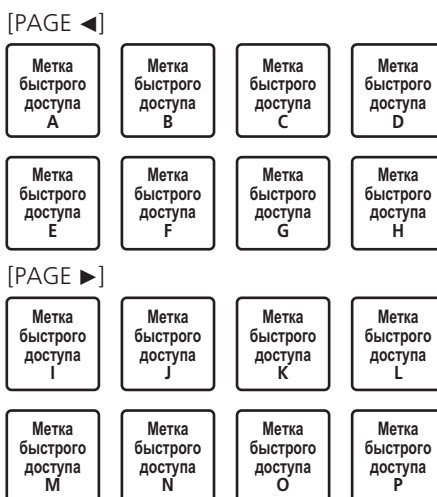 [PAGE ◄]
Метка Метка Метка Метка
быстрого быстрого быстрого быстрого
доступа доступа доступа доступа
A B C D
Метка Метка Метка Метка
быстрого быстрого быстрого быстрого
доступа доступа доступа доступа
E F G H
[PAGE ►]
Метка Метка Метка Метка
быстрого быстрого быстрого быстрого
доступа доступа доступа доступа
I J K L
Метка Метка Метка Метка
быстрого быстрого быстрого быстрого
доступа доступа доступа доступа
M N O P